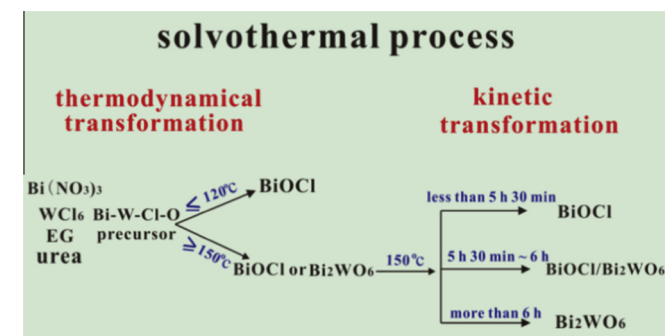 solvothermal process
thermodynamical
transformation
kinetic
transformation
Bi(NO₃)₃
WCl₆ Bi-W-Cl-O
EG precursor
urea
≤ 120℃
BiOCl
≥150℃
BiOCl or Bi₂WO₆
150℃
less than 5 h 30 min
BiOCl
5 h 30 min ~ 6 h
BiOCl/Bi₂WO₆
more than 6 h
Bi₂WO₆